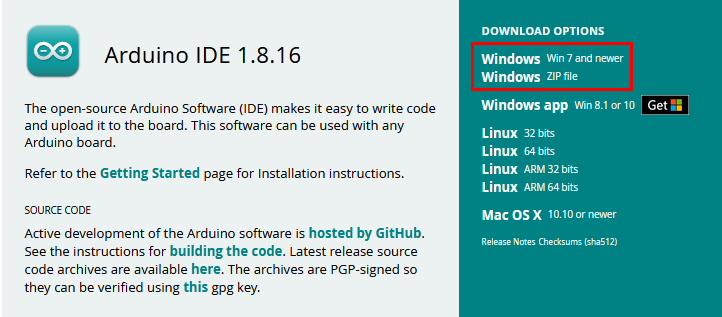 Arduino IDE 1.8.16
The open-source Arduino Software (IDE) makes it easy to write code
and upload it to the board. This software can be used with any
Arduino board.
Refer to the Getting Started page for Installation instructions.
SOURCE CODE
Active development of the Arduino software is hosted by GitHub.
See the instructions for building the code. Latest release source
code archives are available here. The archives are PGP-signed so
they can be verified using this gpg key.
DOWNLOAD OPTIONS
Windows Win 7 and newer
Windows ZIP file
Windows app Win 8.1 or 10 Get
Linux 32 bits
Linux 64 bits
Linux ARM 32 bits
Linux ARM 64 bits
Mac OS X 10.10 or newer
Release Notes Checksums (sha512)